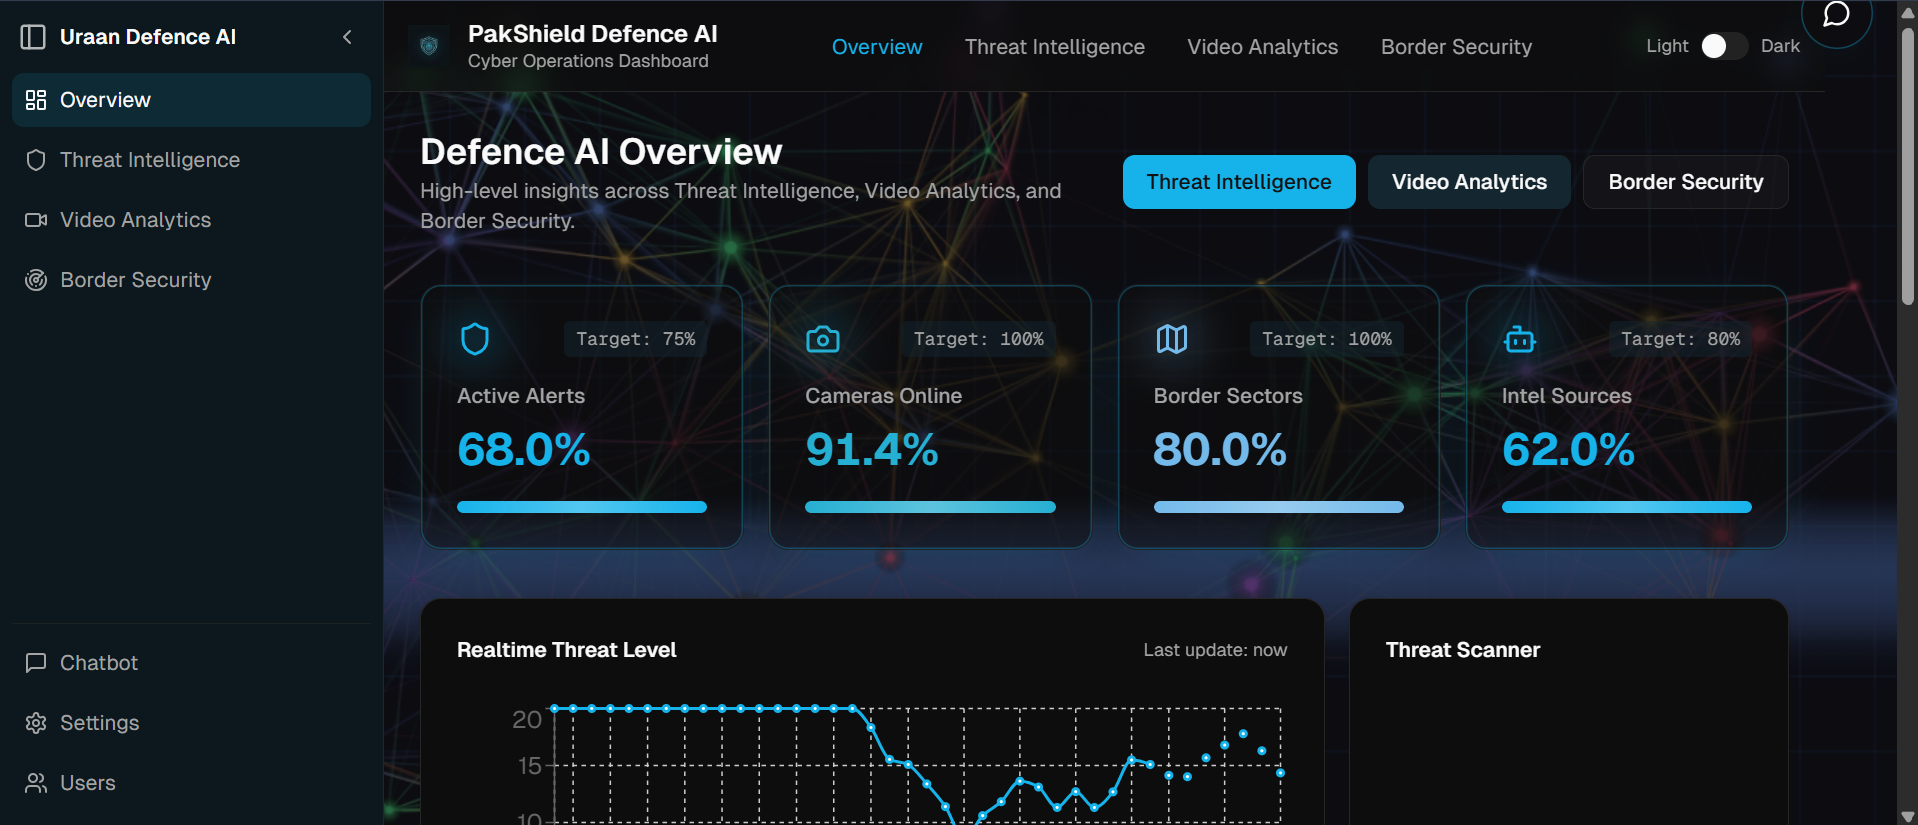 Uraan Defence AI
Overview
Threat Intelligence
Video Analytics
Border Security
Chatbot
Settings
Users
PakShield Defence AI
Cyber Operations Dashboard
Overview
Threat Intelligence
Video Analytics
Border Security
Light
Dark
Defence AI Overview
High-level insights across Threat Intelligence, Video Analytics, and
Border Security.
Threat Intelligence
Video Analytics
Border Security
Target: 75%
Active Alerts
68.0%
Target: 100%
Cameras Online
91.4%
Target: 100%
Border Sectors
80.0%
Target: 80%
Intel Sources
62.0%
Realtime Threat Level
Last update: now
20
15
10
Threat Scanner